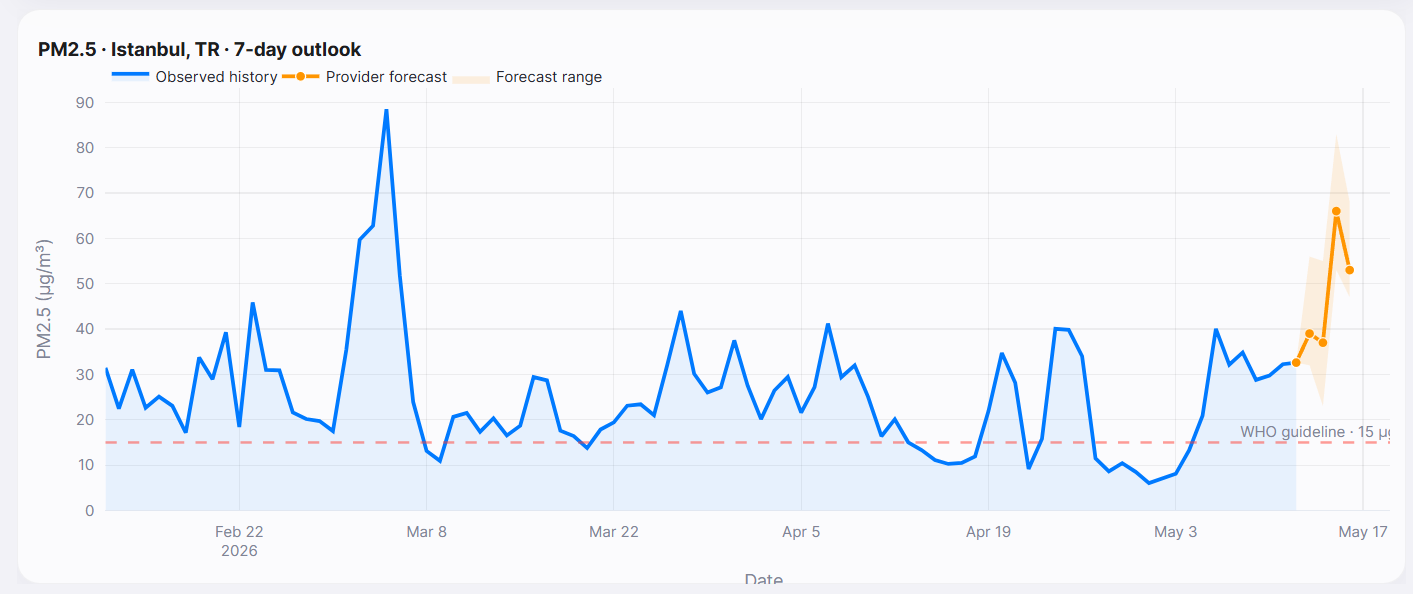 PM2.5 · Istanbul, TR · 7-day outlook
Observed history Provider forecast Forecast range
90
80
70
60
50
40
30
20
10
0
PM2.5 (μg/m³)
WHO guideline · 15 μg
Feb 22 Mar 8 Mar 22 Apr 5 Apr 19 May 3 May 17
2026
Date